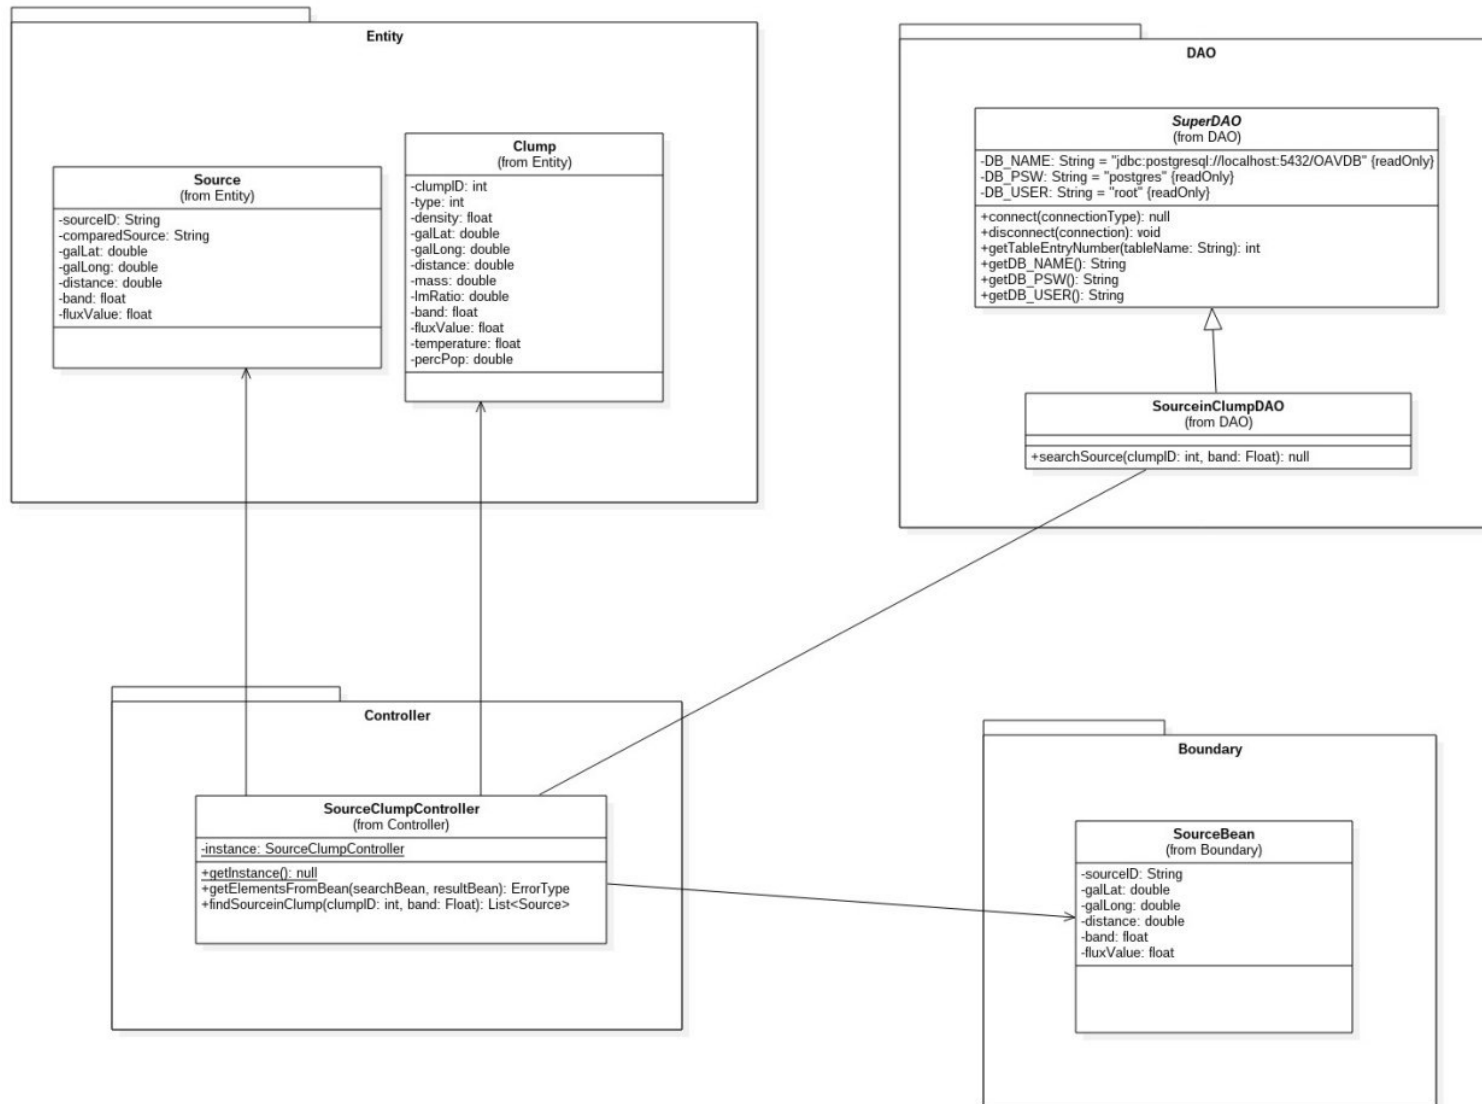 Entity
Source
(from Entity)
-sourceID: String
-comparedSource: String
-galLat: double
-galLong: double
-distance: double
-band: float
-fluxValue: float
Clump
(from Entity)
-clumpID: int
-type: int
-density: float
-galLat: double
-galLong: double
-distance: double
-mass: double
-lmRatio: double
-band: float
-fluxValue: float
-temperature: float
-percPop: double
DAO
SuperDAO
(from DAO)
-DB_NAME: String = "jdbc:postgresql://localhost:5432/OAVDB" {readOnly}
-DB_PSW: String = "postgres" {readOnly}
-DB_USER: String = "root" {readOnly}
+connect(connectionType): null
+disconnect(connection): void
+getTableEntryNumber(tableName: String): int
+getDB_NAME(): String
+getDB_PSW(): String
+getDB_USER(): String
SourceinClumpDAO
(from DAO)
+searchSource(clumpID: int, band: Float): null
Controller
SourceClumpController
(from Controller)
-instance: SourceClumpController
+getInstance(): null
+getElementsFromBean(searchBean, resultBean): ErrorType
+findSourceinClump(clumpID: int, band: Float): List<Source>
Boundary
SourceBean
(from Boundary)
-sourceID: String
-galLat: double
-galLong: double
-distance: double
-band: float
-fluxValue: float